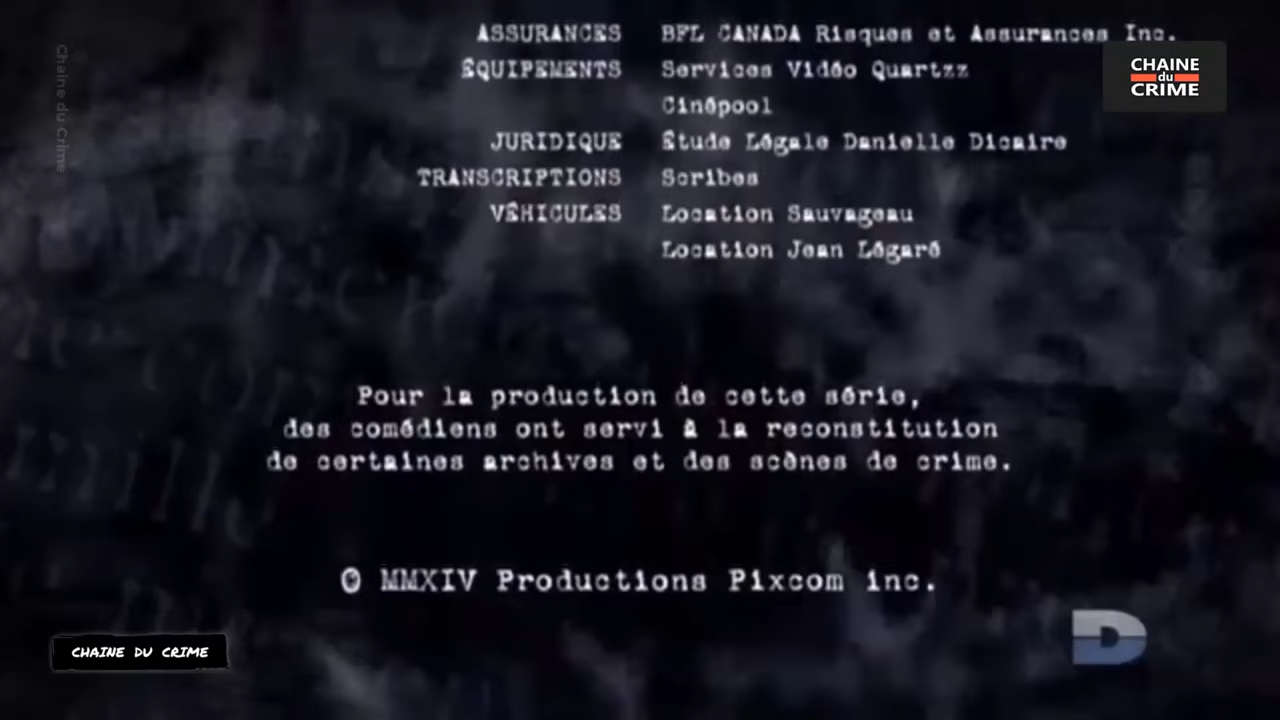 ASSURANCES BFL CANADA Risques et Assurances Inc.
ÉQUIPEMENTS Services Vidéo Quartzz
Cinépool
JURIDIQUE Étude Légale Danielle Dicaire
TRANSCRIPTIONS Scribes
VÉHICULES Location Sauvageau
Location Jean Légaré
Pour la production de cette série,
des comédiens ont servi à la reconstitution
de certaines archives et des scènes de crime.
© MMXIV Productions Pixcom inc.
CHAINE
du
CRIME
Chaine du Crime
CHAINE DU CRIME
D